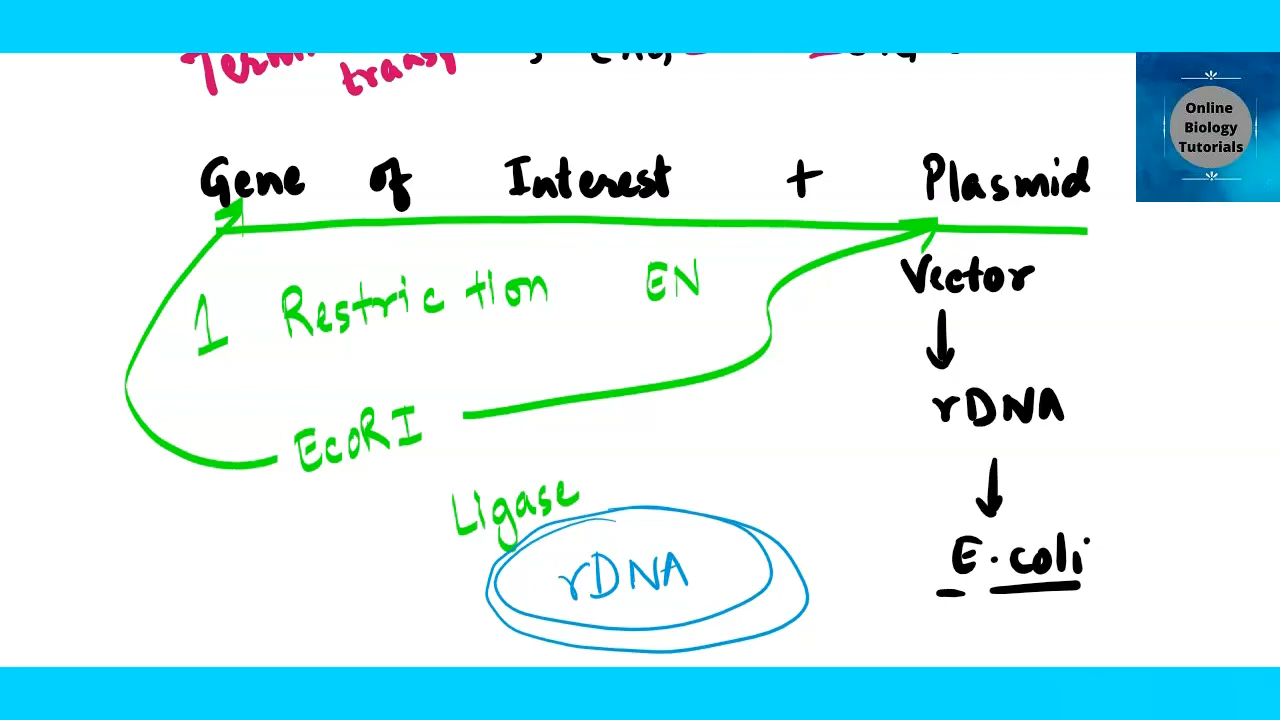 Gene of Interest + Plasmid
1 Restriction EN
Vector
EcoRI
rDNA
Ligase
rDNA
E. coli
Online
Biology
Tutorials